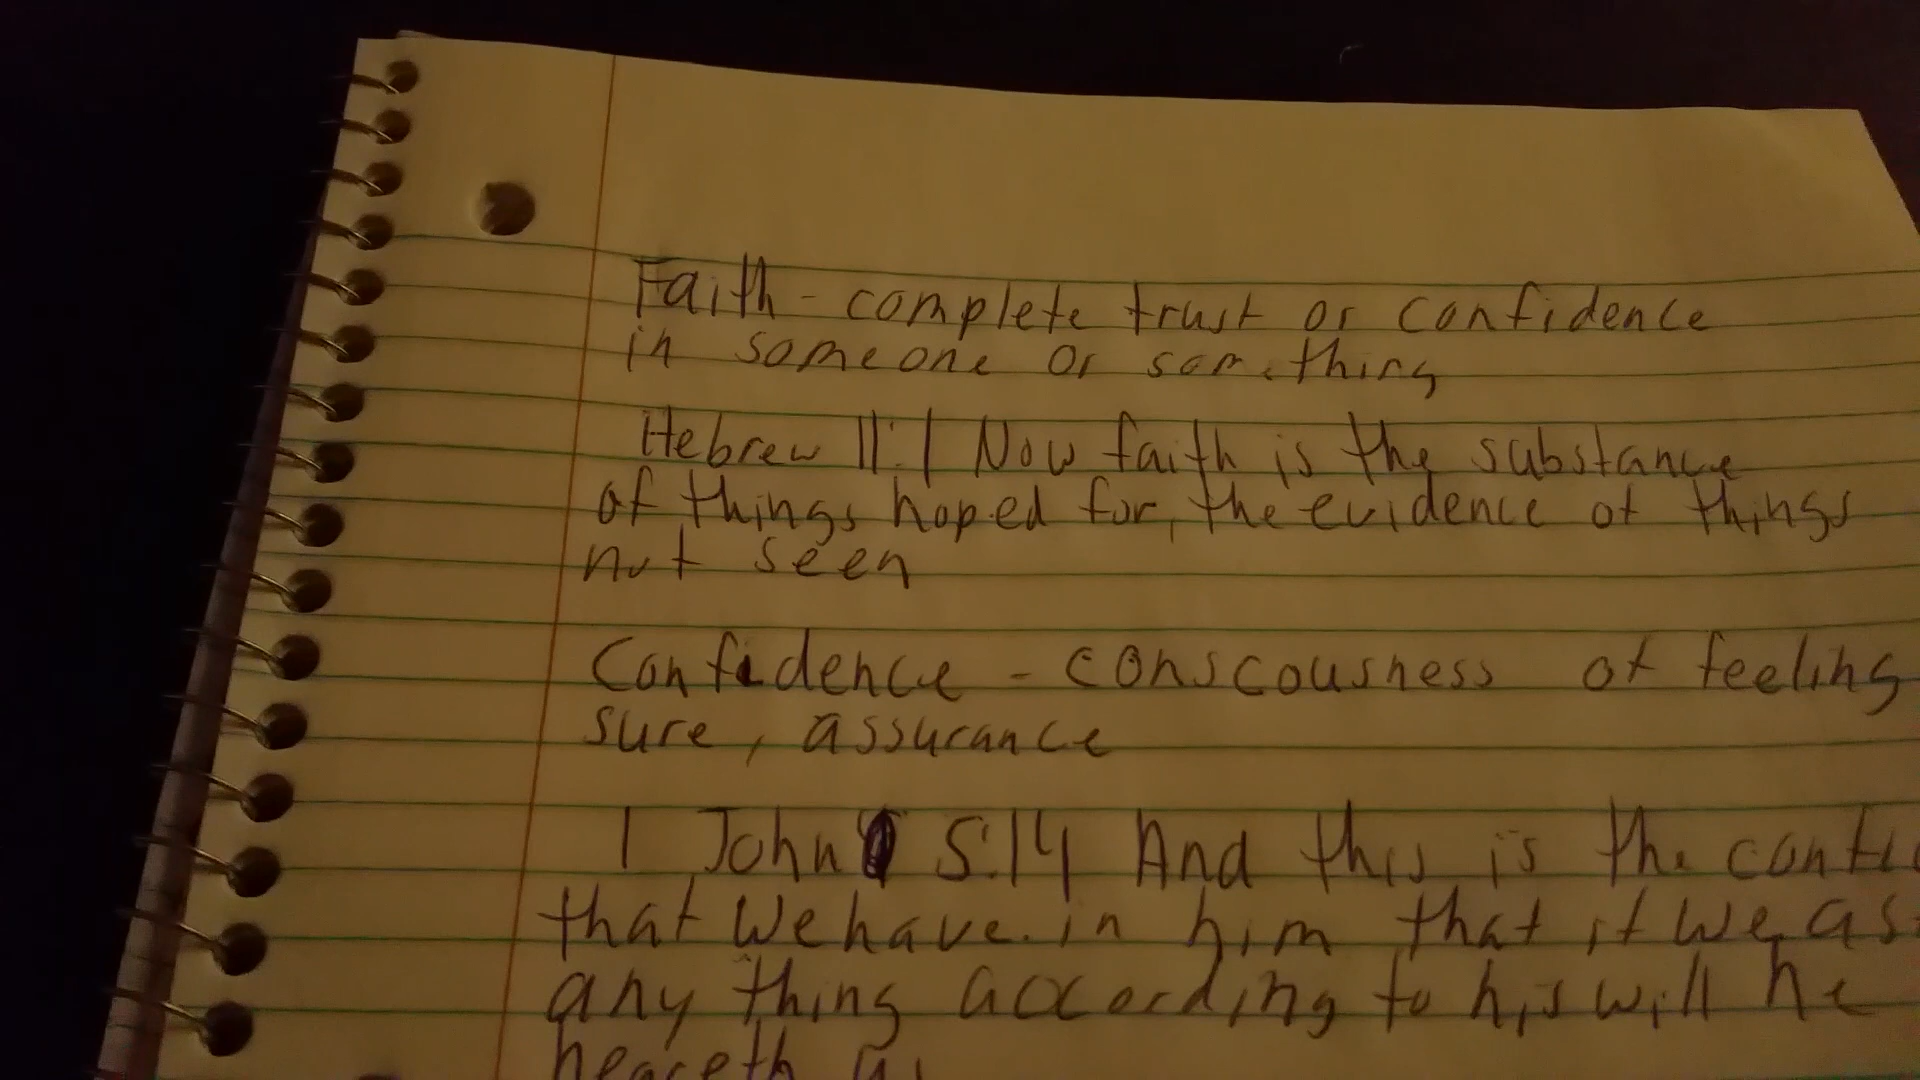 Faith - complete trust or confidence
in someone or something
Hebrew 11:1 Now faith is the substance
of things hoped for, the evidence of things
not seen
Confidence - conscousness of feeling
sure, assurance
1 John 5:14 And this is the
that we have in him that if we
any thing according to his will he
heareth us